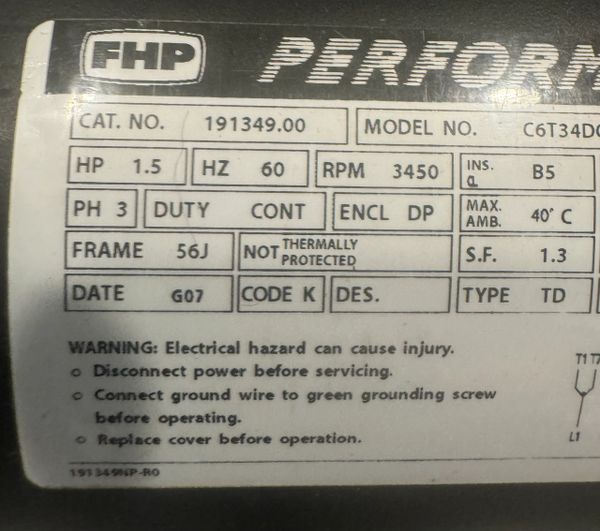 FHP PERFORM
CAT. NO. 191349.00 MODEL NO. C6T34D
HP 1.5 HZ 60 RPM 3450 INS. B5
PH 3 DUTY CONT ENCL DP MAX. AMB. 40° C
FRAME 56J NOT THERMALLY PROTECTED S.F. 1.3
DATE G07 CODE K DES. TYPE TD
WARNING: Electrical hazard can cause injury.
o Disconnect power before servicing.
o Connect ground wire to green grounding screw
before operating.
o Replace cover before operation.
T1 T7
L1
191349NP-R0